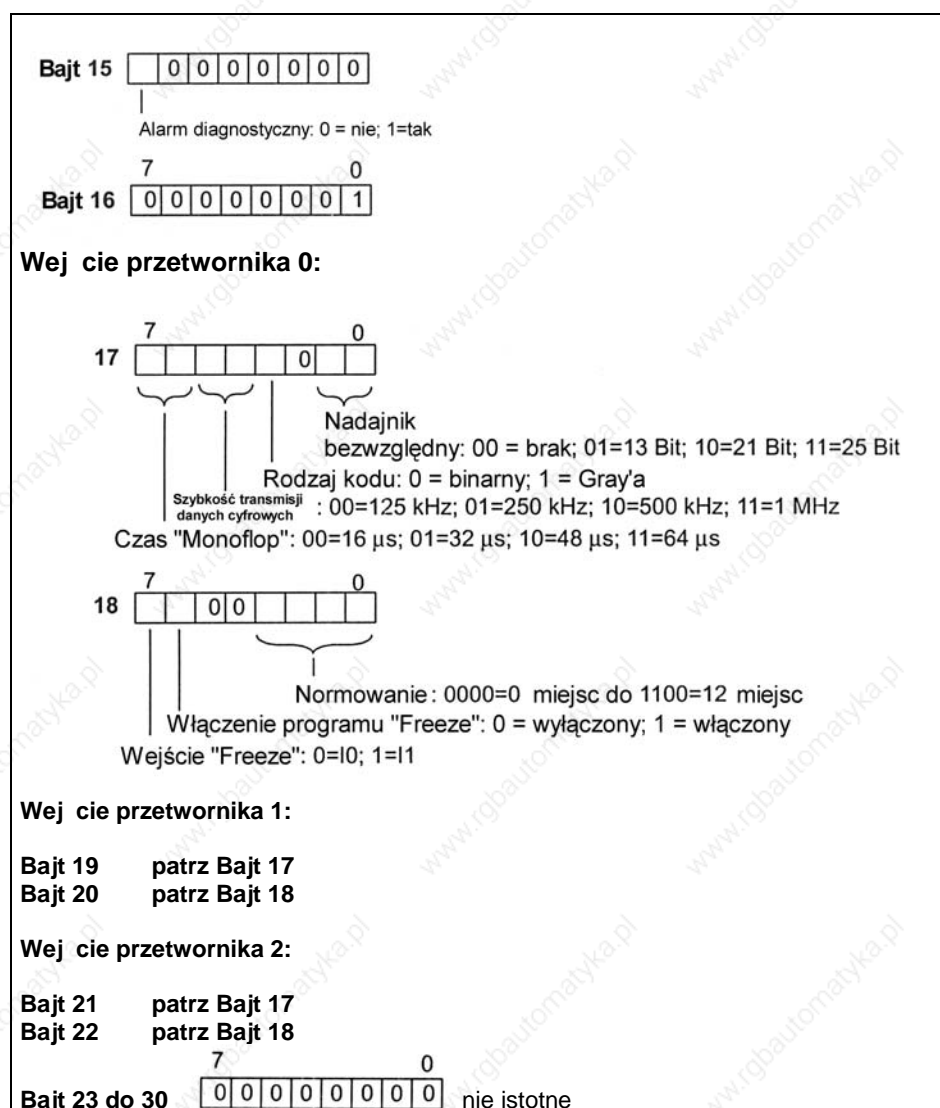 Bajt 15 0 0 0 0 0 0 0
Alarm diagnostyczny: 0 = nie; 1=tak
7 0
Bajt 16 0 0 0 0 0 0 0 1
Wej cie przetwornika 0:
7 0
17 0
Nadajnik
bezwzględny: 00 = brak; 01=13 Bit; 10=21 Bit; 11=25 Bit
Rodzaj kodu: 0 = binarny; 1 = Gray'a
Szybkość transmisji
danych cyfrowych : 00=125 kHz; 01=250 kHz; 10=500 kHz; 11=1 MHz
Czas "Monoflop": 00=16 µs; 01=32 µs; 10=48 µs; 11=64 µs
7 0
18 0 0
Normowanie: 0000=0 miejsc do 1100=12 miejsc
Włączenie programu "Freeze": 0 = wyłączony; 1 = włączony
Wejście "Freeze": 0=I0; 1=I1
Wej cie przetwornika 1:
Bajt 19 patrz Bajt 17
Bajt 20 patrz Bajt 18
Wej cie przetwornika 2:
Bajt 21 patrz Bajt 17
Bajt 22 patrz Bajt 18
7 0
Bajt 23 do 30 0 0 0 0 0 0 0 0 nie istotne
www.rgbautomatyka.pl